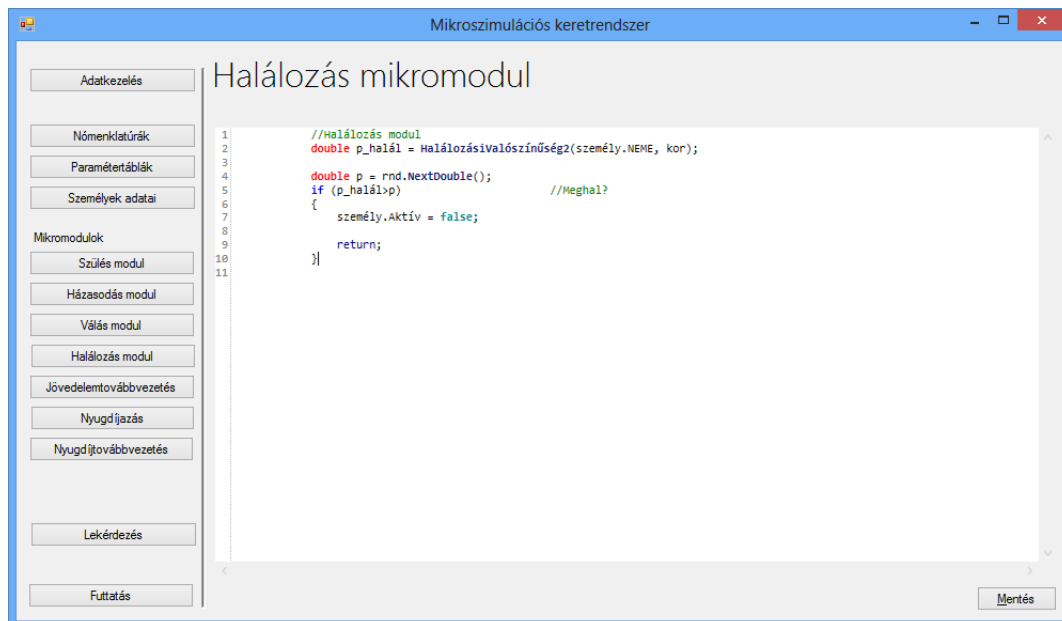 Mikroszimulációs keretrendszer
Adatkezelés
Nómenklatúrák
Paramétertáblák
Személyek adatai
Mikromodulok
Szülés modul
Házasodás modul
Válás modul
Halálozás modul
Jövedelemtovábbvezetés
Nyugdíjazás
Nyugdíjtovábbvezetés
Lekérdezés
Futtatás
Halálozás mikromodul
1 //Halálozás modul
2 double p_halál = HalálozásiValószínűség2(személy.NEME, kor);
3
4 double p = rnd.NextDouble();
5 if (p_halál>p) //Meghal?
6 {
7 személy.Aktív = false;
8
9 return;
10 }
11
Mentés